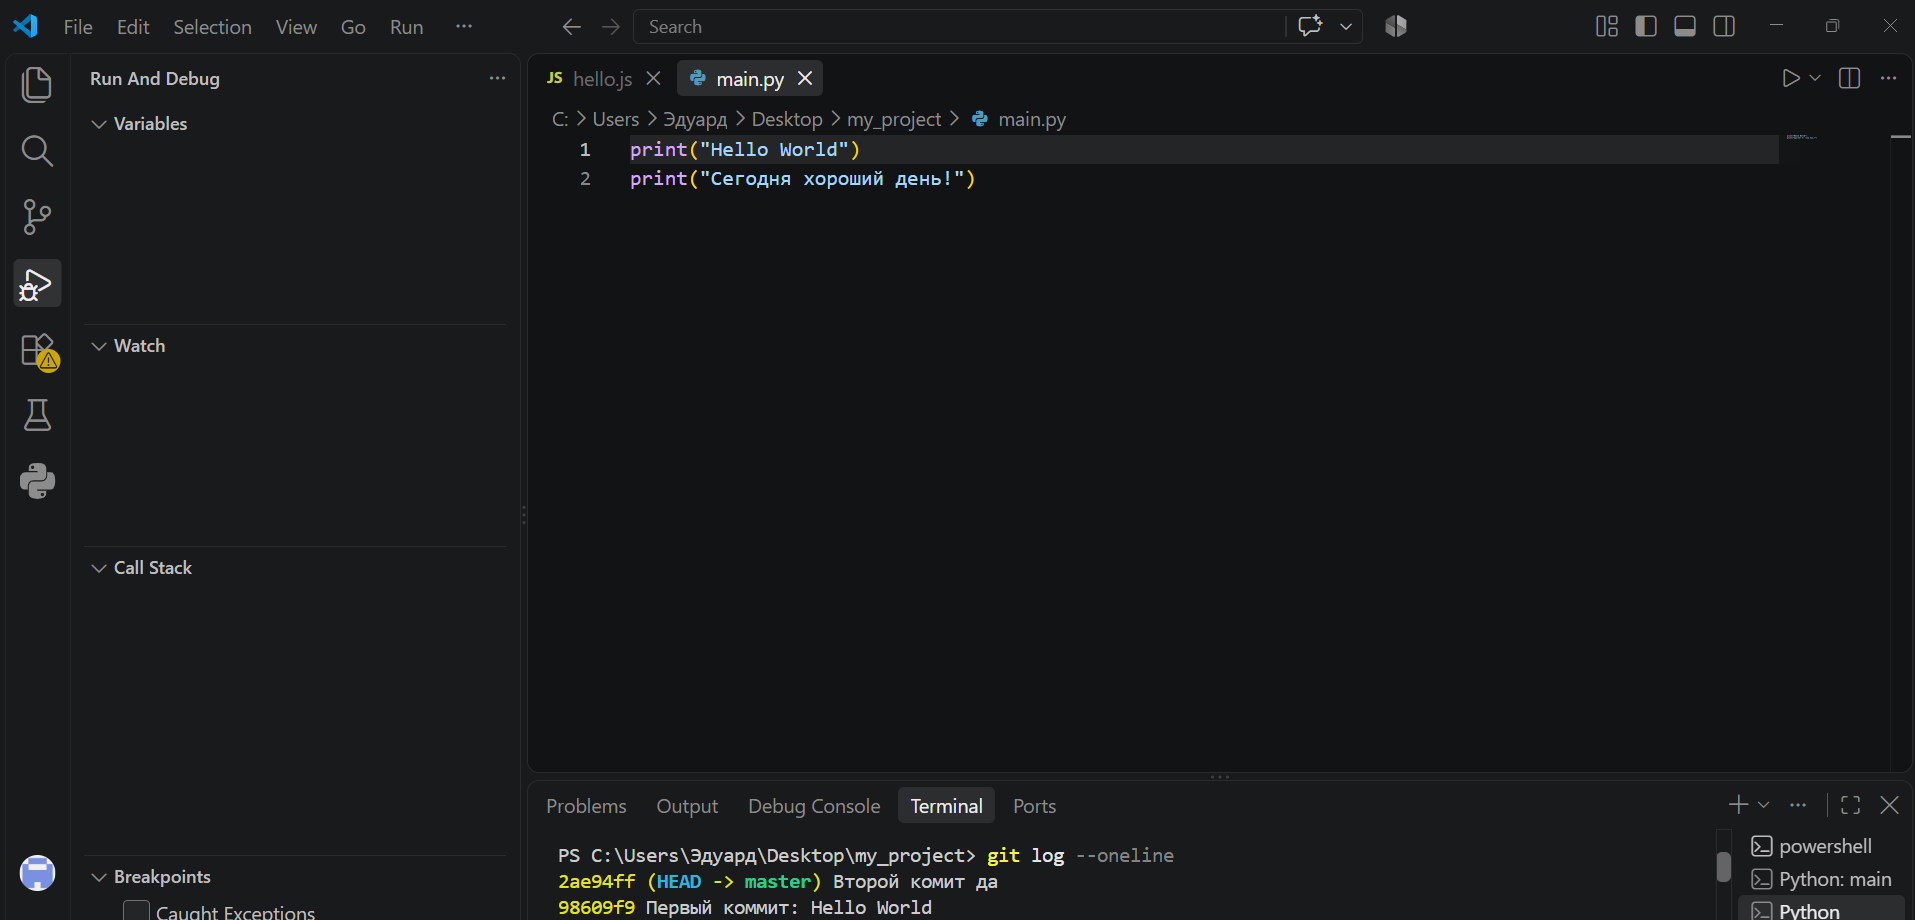 File Edit Selection View Go Run ··· Search
Run And Debug ···
JS hello.js main.py
C: > Users > Эдуард > Desktop > my_project > main.py
Variables
1 print("Hello World")
2 print("Сегодня хороший день!")
Watch
Call Stack
Breakpoints
Caught Exceptions
Problems Output Debug Console Terminal Ports
PS C:\Users\Эдуард\Desktop\my_project> git log --oneline
2ae94ff (HEAD -> master) Второй комит да
98609f9 Первый коммит: Hello World
powershell
Python: main
Python